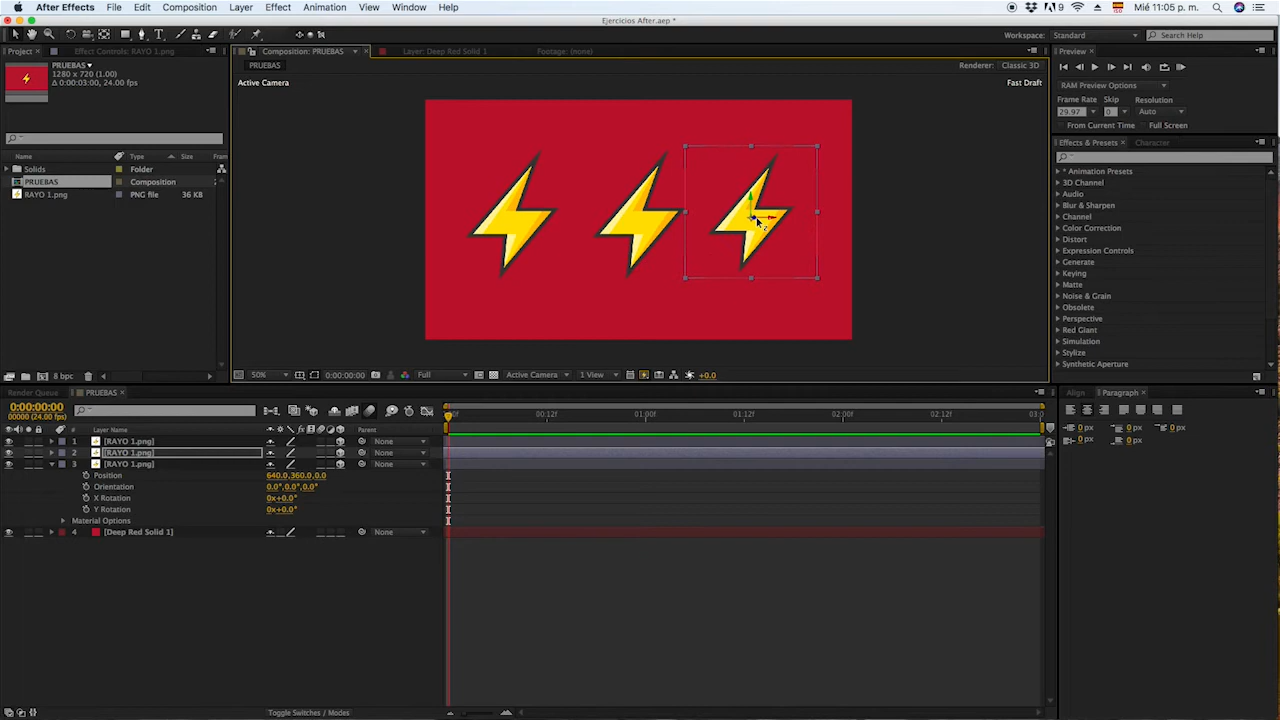 After Effects File Edit Composition Layer Effect Animation View Window Help 9 Mié 11:05 p. m.
Ejercicios After.aep *
Workspace: Standard Search Help
Project Effect Controls: RAYO 1.png Composition: PRUEBAS Layer: Deep Red Solid 1 Footage: (none) Preview
PRUEBAS Renderer: Classic 3D
PRUEBAS
1280 x 720 (1.00)
Δ 0:00:03:00, 24.00 fps
Active Camera Fast Draft
RAM Preview Options
Frame Rate Skip Resolution
29.97 0 Auto
From Current Time Full Screen
Effects & Presets Character
Name Type Size Fram
Solids Folder
PRUEBAS Composition
RAYO 1.png PNG file 36 KB
* Animation Presets
3D Channel
Audio
Blur & Sharpen
Channel
Color Correction
Distort
Expression Controls
Generate
Keying
Matte
Noise & Grain
Obsolete
Perspective
Red Giant
Simulation
Stylize
Synthetic Aperture
8 bpc 50% 0:00:00:00 Full Active Camera 1 View +0.0
Render Queue PRUEBAS Align Paragraph
0:00:00:00
00000 (24.00 fps)
00:12f 01:00f 01:12f 02:00f 02:12f 03:0
# Layer Name Parent
1 [RAYO 1.png] None
2 [RAYO 1.png] None
3 [RAYO 1.png] None
Position 640.0,360.0,0.0
Orientation 0.0°,0.0°,0.0°
X Rotation 0x+0.0°
Y Rotation 0x+0.0°
Material Options
4 [Deep Red Solid 1] None
0 px 0 px 0 px
0 px 0 px
Toggle Switches / Modes